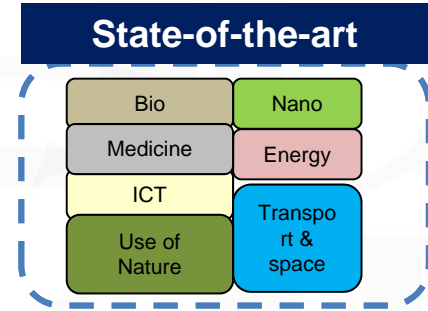 State-of-the-art
Bio
Nano
Medicine
Energy
ICT
Transpo
rt &
space
Use of
Nature